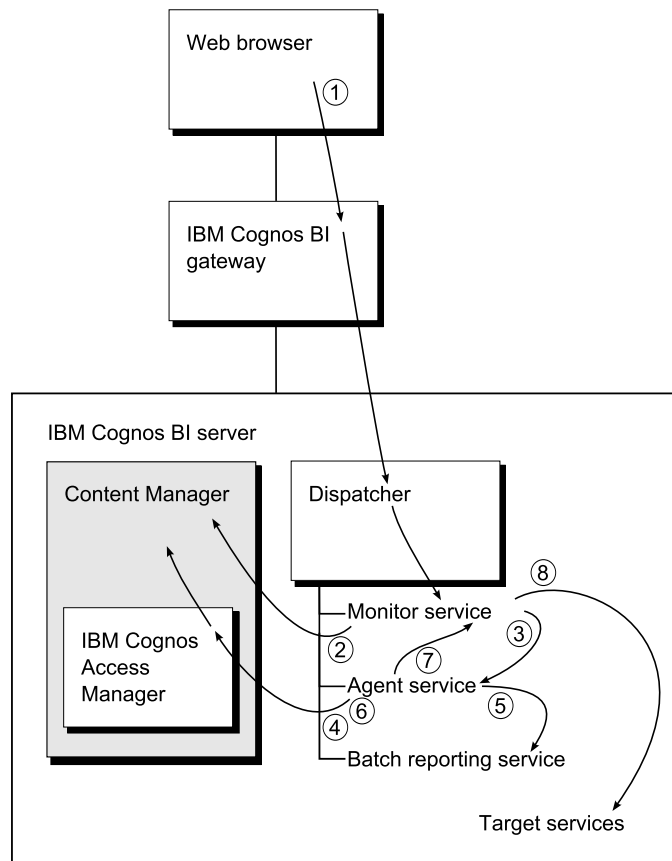 Web browser
1
IBM Cognos BI
gateway
IBM Cognos BI server
Content Manager
Dispatcher
8
Monitor service
3
2
IBM Cognos
Access
Manager
7
Agent service
6
5
4
Batch reporting service
Target services